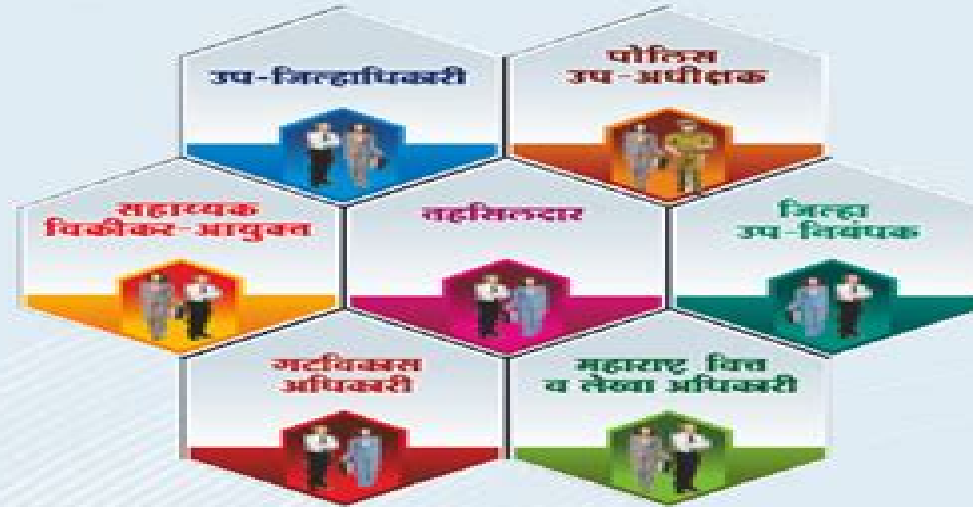 उप-जिल्हाधिकारी
पोलिस
उप-अधीक्षक
सहाय्यक
विक्रीकर-आयुक्त
तहसिलदार
जिल्हा
उप-निबंधक
गटविकास
अधिकारी
महाराष्ट्र वित्त
व लेखा अधिकारी